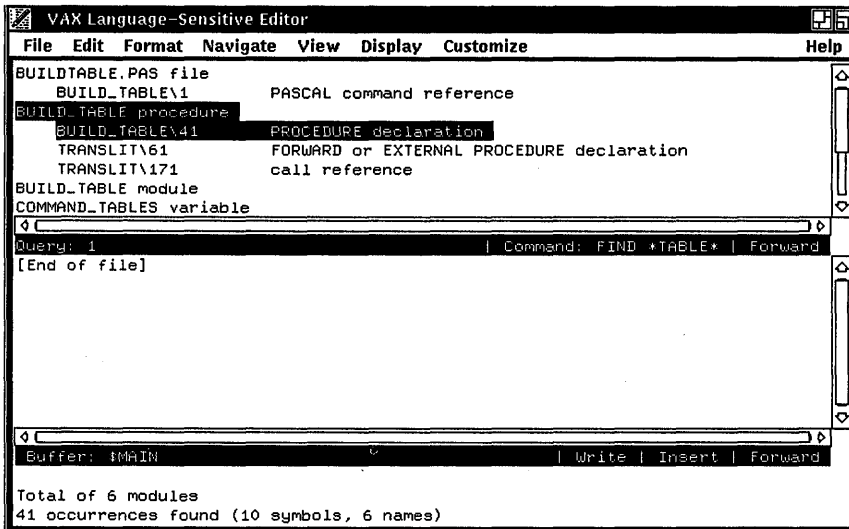 VAX Language-Sensitive Editor
File Edit Format Navigate View Display Customize Help
BUILDTABLE.PAS file
BUILD_TABLE\1 PASCAL command reference
BUILD_TABLE procedure
BUILD_TABLE\41 PROCEDURE declaration
TRANSLIT\61 FORWARD or EXTERNAL PROCEDURE declaration
TRANSLIT\171 call reference
BUILD_TABLE module
COMMAND_TABLES variable
Query: 1 | Command: FIND *TABLE* | Forward
[End of file]
Buffer: $MAIN | Write | Insert | Forward
Total of 6 modules
41 occurrences found (10 symbols, 6 names)